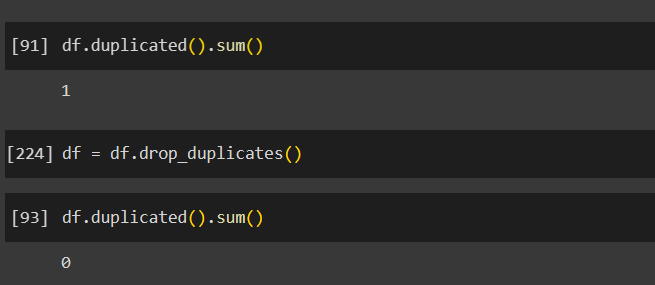 [91] df.duplicated().sum()
1
[224] df = df.drop_duplicates()
[93] df.duplicated().sum()
0